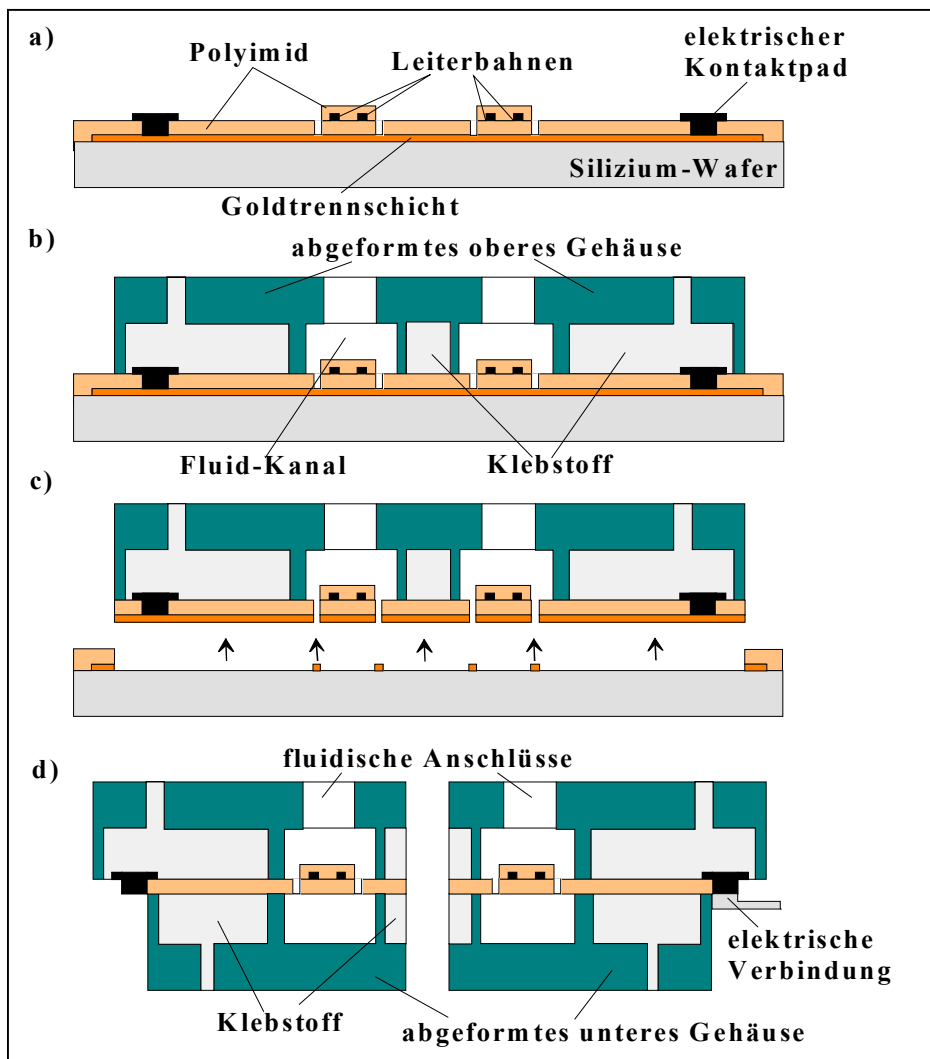 a)
Polyimid
Leiterbahnen
elektrischer
Kontaktpad
Silizium-Wafer
Goldtrennschicht
b)
abgeformtes oberes Gehäuse
Fluid-Kanal
Klebstoff
c)
d)
fluidische Anschlüsse
elektrische
Verbindung
Klebstoff
abgeformtes unteres Gehäuse